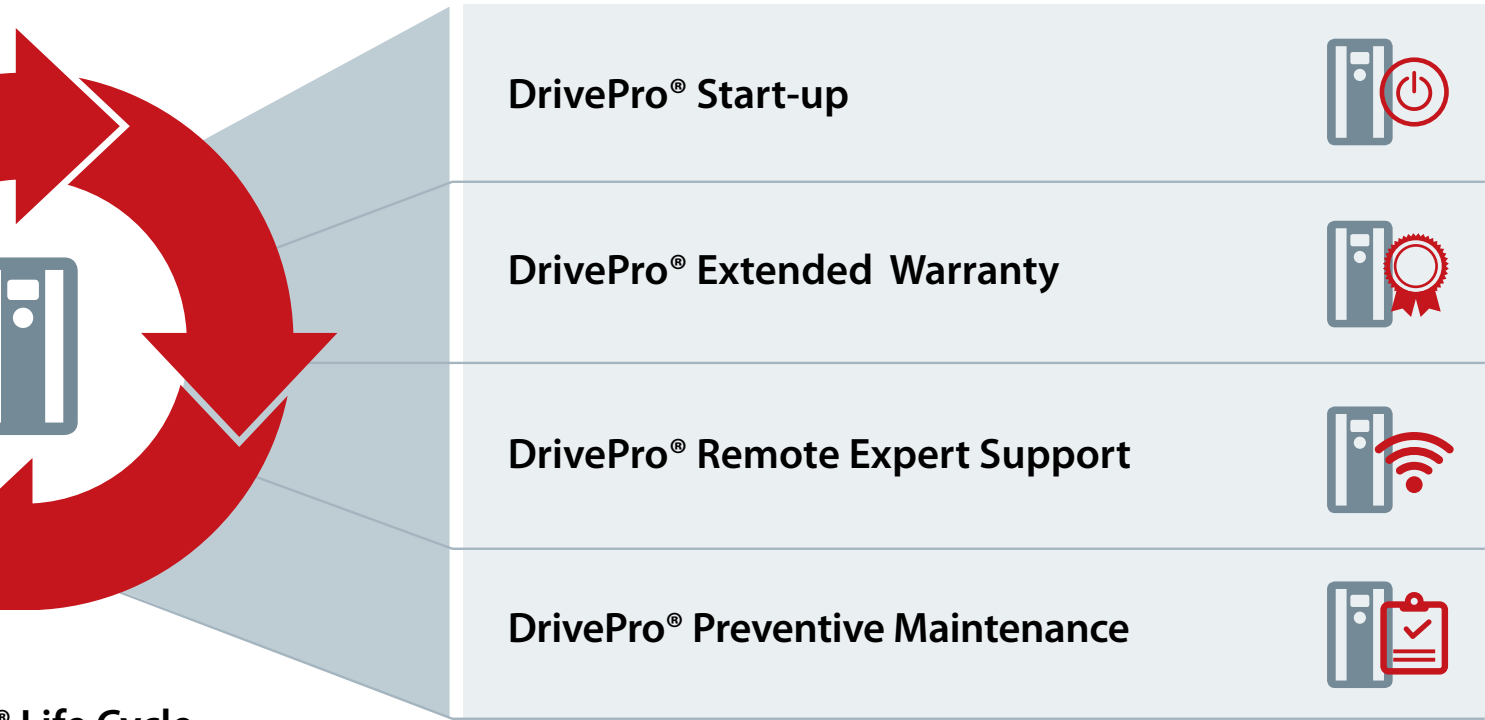 DrivePro® Start-up
DrivePro® Extended Warranty
DrivePro® Remote Expert Support
DrivePro® Preventive Maintenance
® Life Cycle